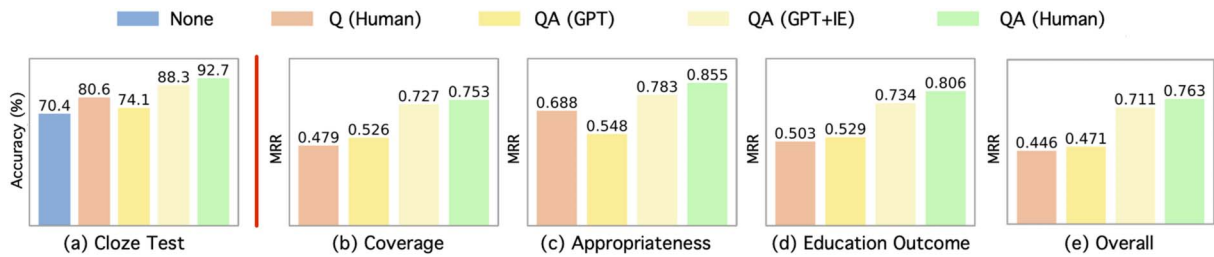 None Q (Human) QA (GPT) QA (GPT+IE) QA (Human)
Accuracy (%)
70.4
80.6
74.1
88.3
92.7
(a) Cloze Test
MRR
0.479
0.526
0.727
0.753
(b) Coverage
MRR
0.688
0.548
0.783
0.855
(c) Appropriateness
MRR
0.503
0.529
0.734
0.806
(d) Education Outcome
MRR
0.446
0.471
0.711
0.763
(e) Overall